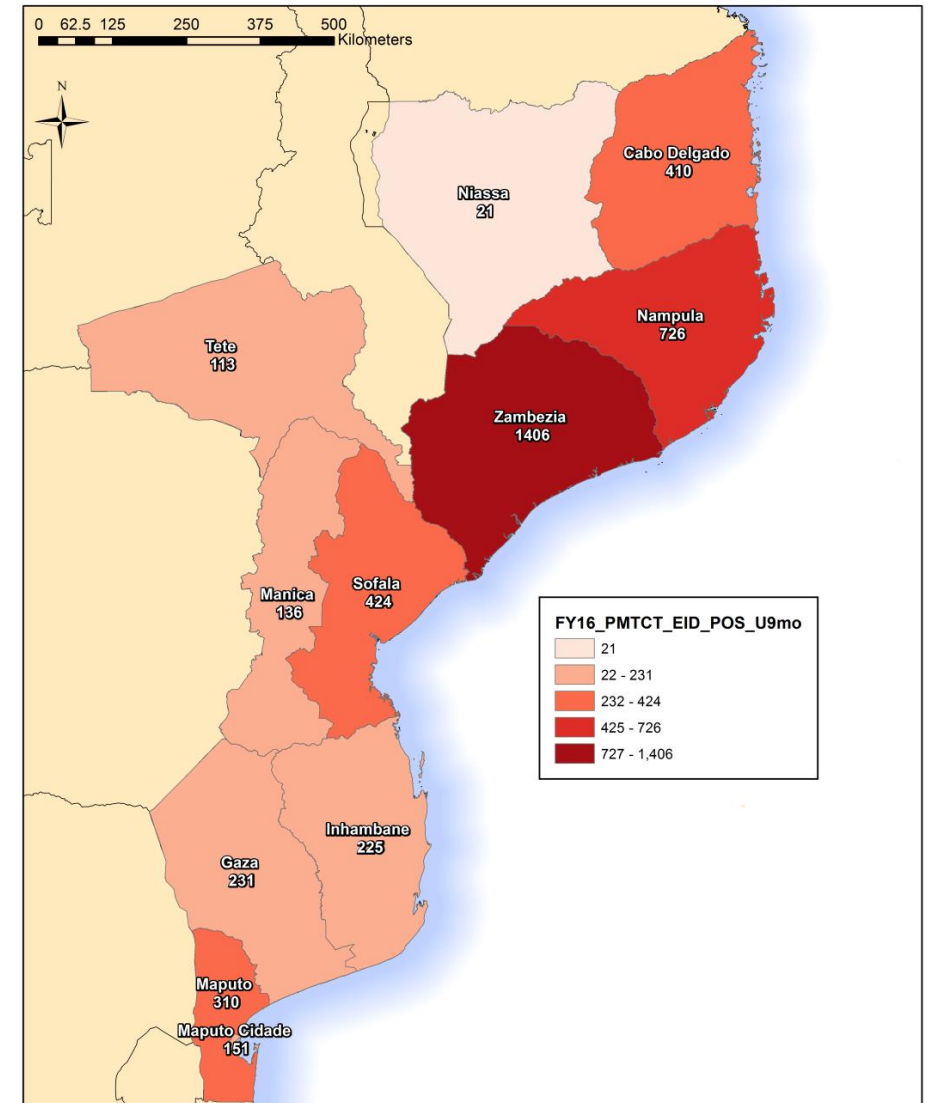 0 62.5 125 250 375 500
Kilometers
N
Cabo Delgado
410
Niassa
21
Nampula
726
Tete
113
Zambezia
1406
Sofala
424
Manica
136
FY16_PMTCT_EID_POS_U9mo
21
22 - 231
232 - 424
425 - 726
727 - 1,406
Inhambane
225
Gaza
231
Maputo
310
Maputo Cidade
151